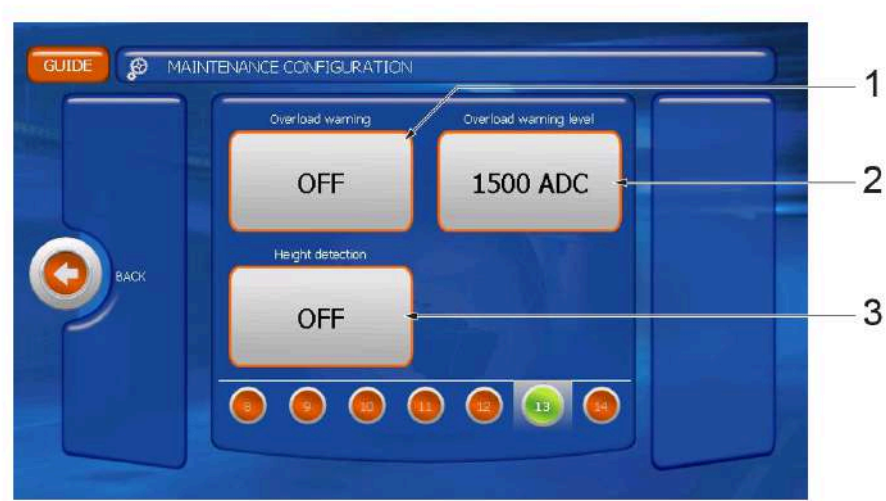 GUIDE
MAINTENANCE CONFIGURATION
1
Overload warning
Overload warning level
OFF
1500 ADC
2
Height detection
BACK
OFF
3
8 9 10 11 12 13 14